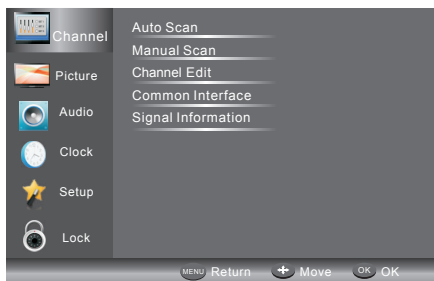 Channel
Picture
Audio
Clock
Setup
Lock
Auto Scan
Manual Scan
Channel Edit
Common Interface
Signal Information
MENU Return Move OK OK